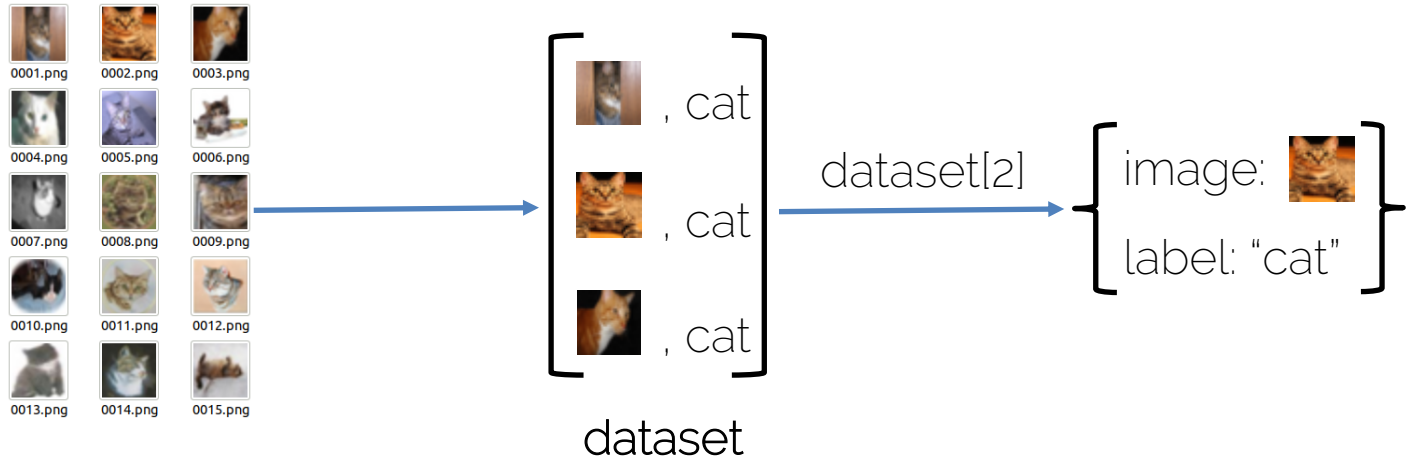 0001.png 0002.png 0003.png
0004.png 0005.png 0006.png
0007.png 0008.png 0009.png
0010.png 0011.png 0012.png
0013.png 0014.png 0015.png
, cat
, cat
, cat
dataset
dataset[2]
image:
label: “cat”